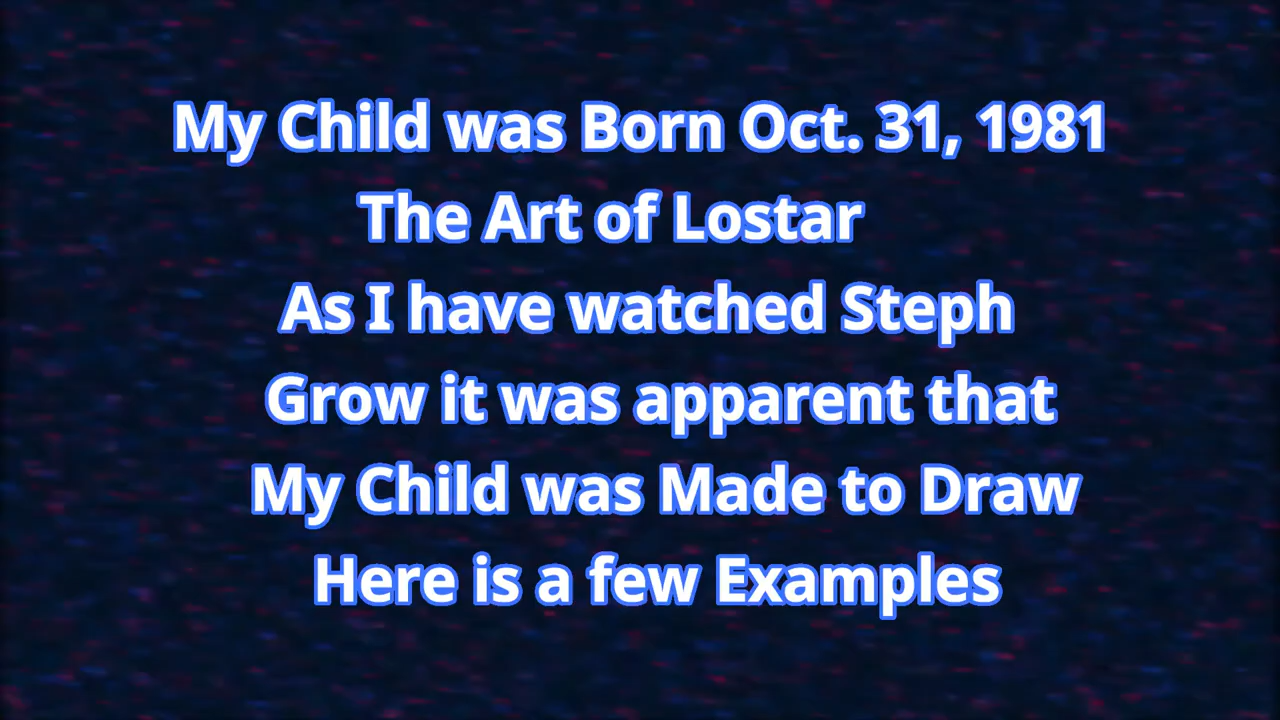 My Child was Born Oct. 31, 1981
The Art of Lostar
As I have watched Steph
Grow it was apparent that
My Child was Made to Draw
Here is a few Examples